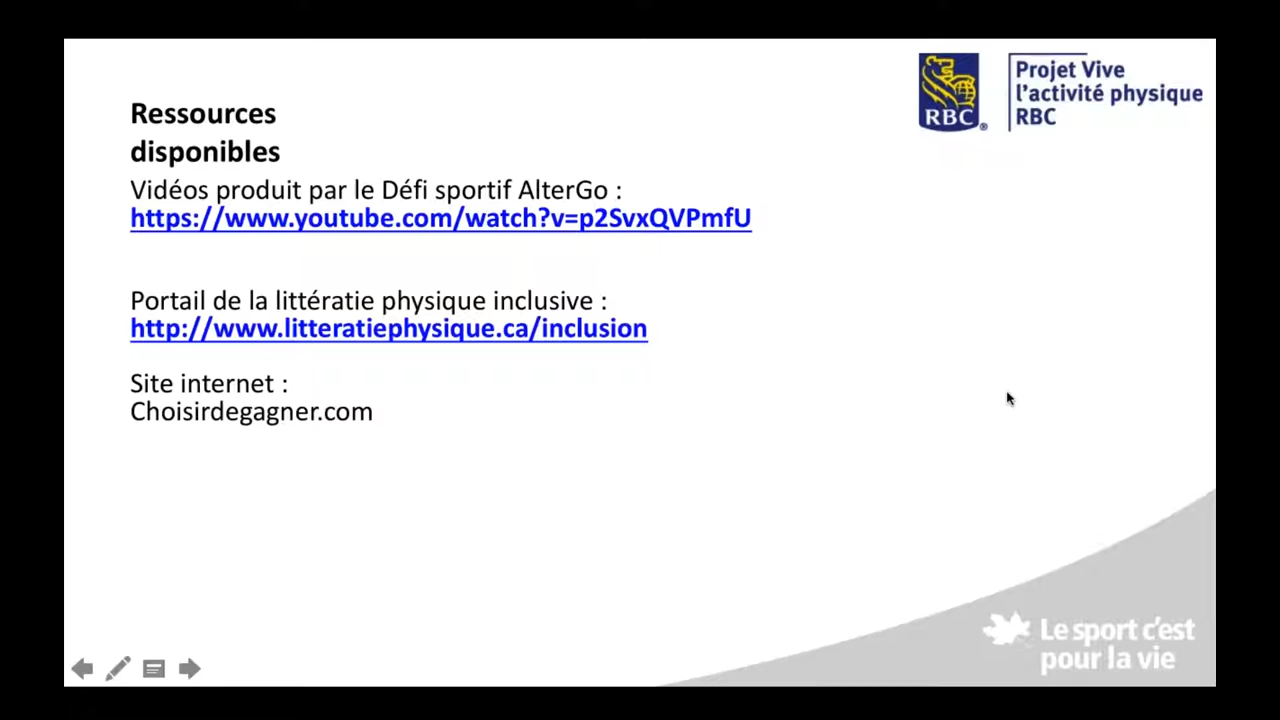 RBC®
Projet Vive
l'activité physique
RBC
Ressources
disponibles
Vidéos produit par le Défi sportif AlterGo :
https://www.youtube.com/watch?v=p2SvxQVPmfU
Portail de la littératie physique inclusive :
http://www.litteratiephysique.ca/inclusion
Site internet :
Choisirdegagner.com
Le sport c'est
pour la vie